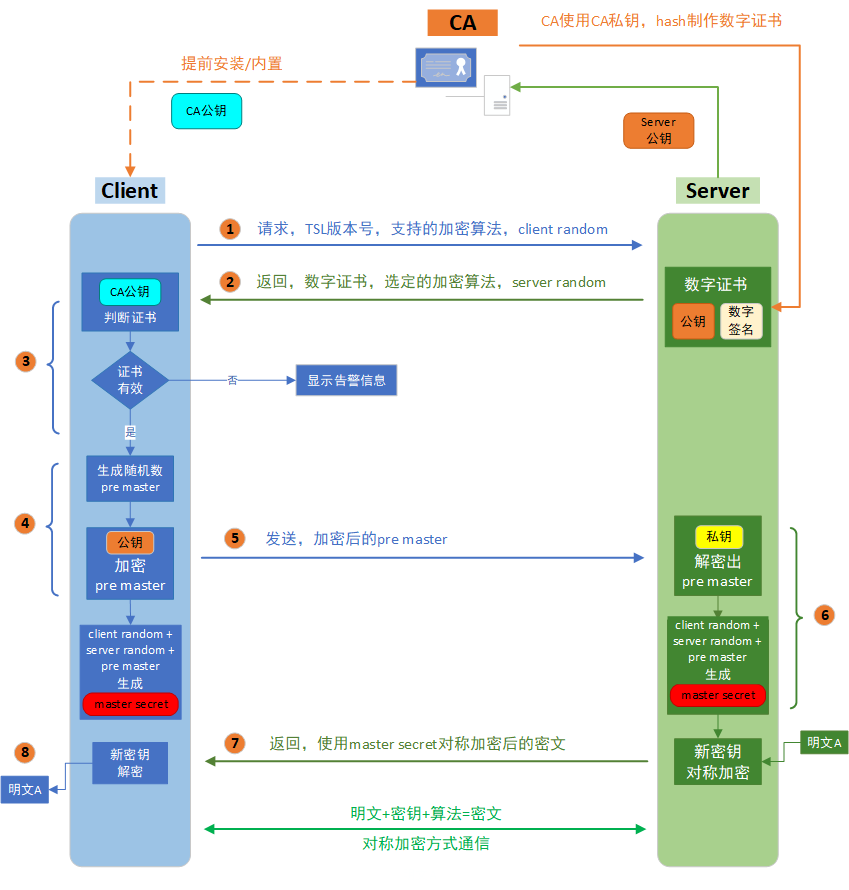 CA
CA使用CA私钥，hash制作数字证书
提前安装/内置
CA公钥
Server
公钥
Client
Server
1
请求，TSL版本号，支持的加密算法，client random
2
返回，数字证书，选定的加密算法，server random
CA公钥
判断证书
数字证书
公钥
数字
签名
3
证书
有效
否
显示告警信息
是
4
生成随机数
pre master
公钥
加密
pre master
5
发送，加密后的pre master
私钥
解密出
pre master
6
client random +
server random +
pre master
生成
master secret
client random +
server random +
pre master
生成
master secret
7
返回，使用master secret对称加密后的密文
8
新密钥
解密
明文A
新密钥
对称加密
明文A
明文+密钥+算法=密文
对称加密方式通信